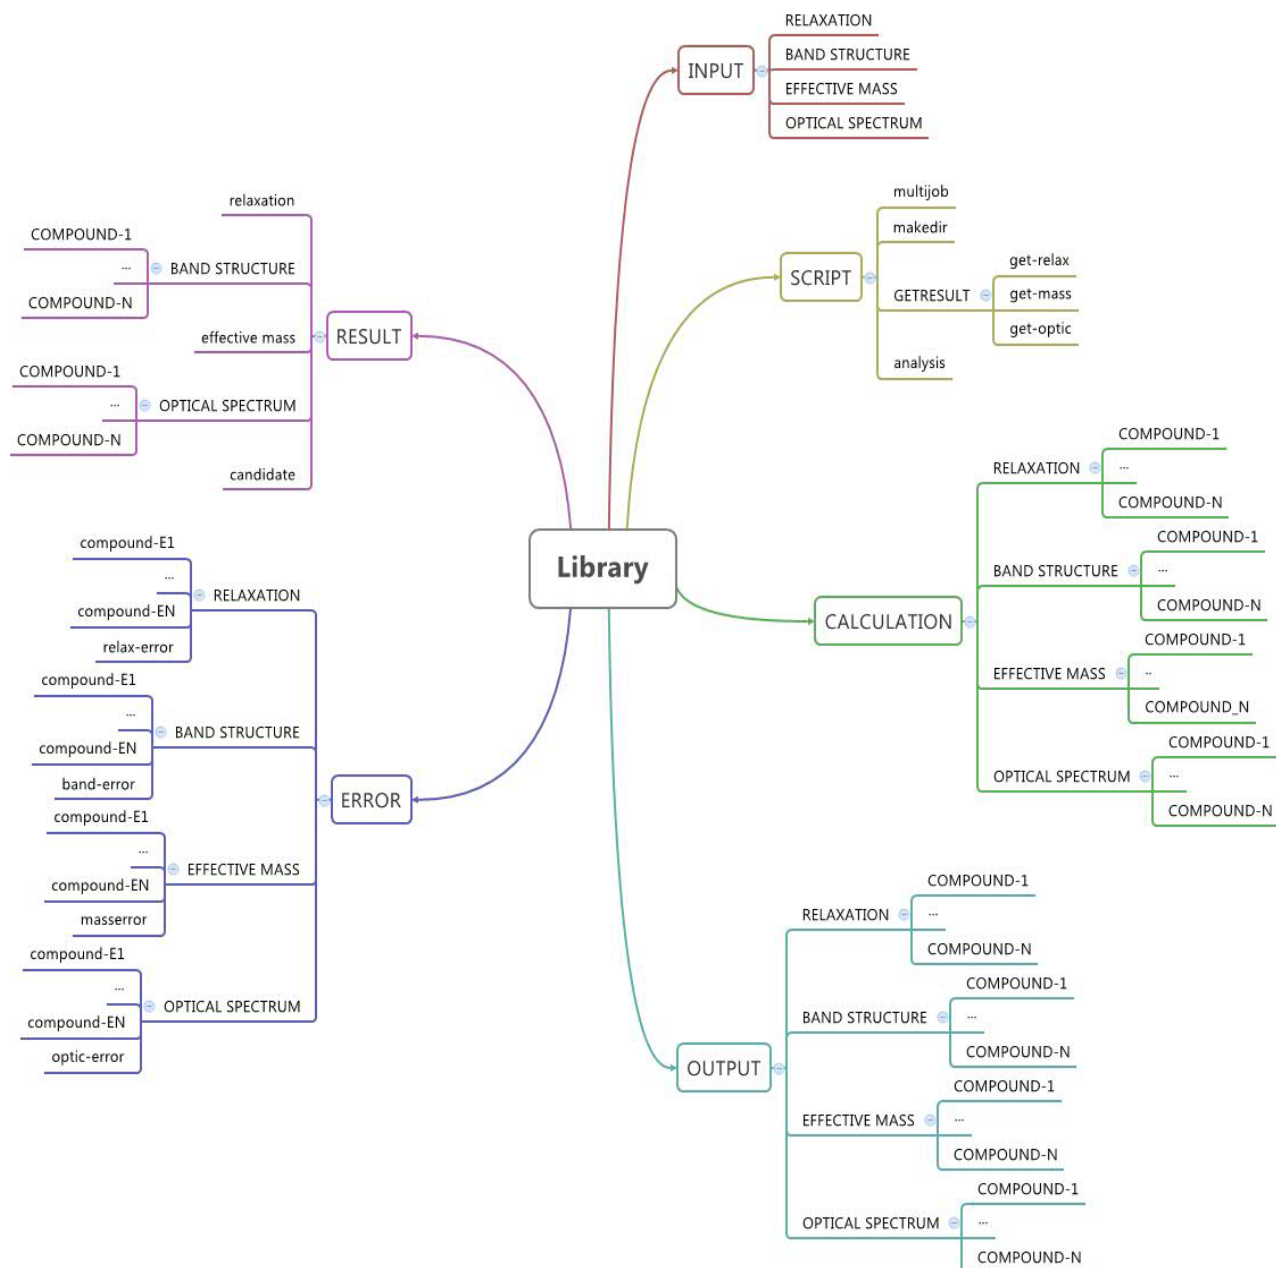 Library
INPUT
RELAXATION
BAND STRUCTURE
EFFECTIVE MASS
OPTICAL SPECTRUM
SCRIPT
multijob
makedir
GETRESULT
get-relax
get-mass
get-optic
analysis
CALCULATION
RELAXATION
COMPOUND-1
...
COMPOUND-N
BAND STRUCTURE
COMPOUND-1
...
COMPOUND-N
EFFECTIVE MASS
COMPOUND-1
..
COMPOUND_N
OPTICAL SPECTRUM
COMPOUND-1
...
COMPOUND-N
OUTPUT
RELAXATION
COMPOUND-1
...
COMPOUND-N
BAND STRUCTURE
COMPOUND-1
...
COMPOUND-N
EFFECTIVE MASS
COMPOUND-1
...
COMPOUND-N
OPTICAL SPECTRUM
COMPOUND-1
...
COMPOUND-N
RESULT
relaxation
BAND STRUCTURE
COMPOUND-1
...
COMPOUND-N
effective mass
OPTICAL SPECTRUM
COMPOUND-1
...
COMPOUND-N
candidate
ERROR
RELAXATION
compound-E1
...
compound-EN
relax-error
BAND STRUCTURE
compound-E1
...
compound-EN
band-error
EFFECTIVE MASS
compound-E1
...
compound-EN
masserror
OPTICAL SPECTRUM
compound-E1
...
compound-EN
optic-error